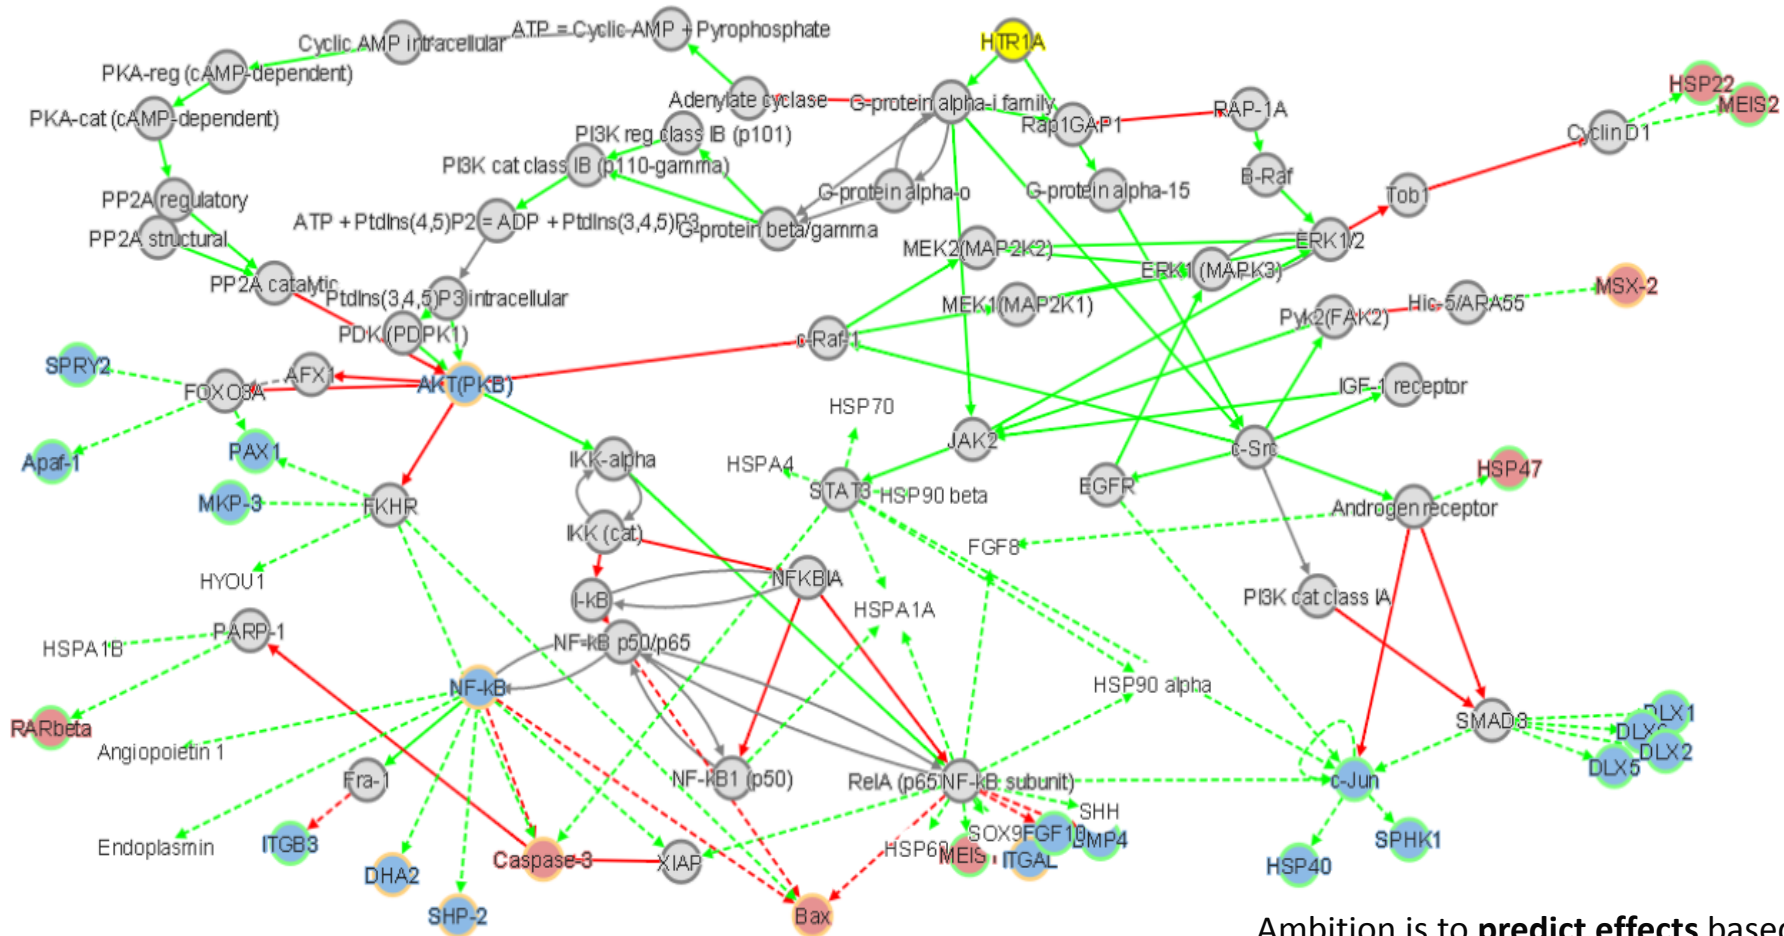 ATP = Cyclic-AMP + Pyrophosphate
Cyclic AMP intracellular
HTR1A
PKA-reg (cAMP-dependent)
HSP22
Adenylate cyclase
G-protein alpha-i family
MEIS2
RAP-1A
PKA-cat (cAMP-dependent)
Rap1GAP1
PI3K reg class IB (p101)
Cyclin D1
PI3K cat class IB (p110-gamma)
B-Raf
PP2A regulatory
G-protein alpha-o
G-protein alpha-15
Tob1
ATP + PtdIns(4,5)P2 = ADP + PtdIns(3,4,5)P3
G-protein beta/gamma
PP2A structural
MEK2(MAP2K2)
ERK1/2
ERK1 (MAPK3)
PP2A catalytic
PtdIns(3,4,5)P3 intracellular
MEK1(MAP2K1)
Hic-5/ARA55
MSX-2
Pyk2(FAK2)
PDK (PDPK1)
c-Raf-1
SPRY2
AFX1
FOXO3A
AKT(PKB)
IGF-1 receptor
HSP70
JAK2
c-Src
PAX1
Apaf-1
IKK-alpha
HSPA4
HSP47
STAT3
HSP90 beta
EGFR
MKP-3
FKHR
Androgen receptor
IKK (cat)
FGF8
HYOU1
NFKBIA
I-kB
PI3K cat class IA
HSPA1A
PARP-1
HSPA1B
NF-kB p50/p65
NF-kB
HSP90 alpha
RARbeta
SMAD3
DLX1
DLX2
Angiopoietin 1
DLX5
Fra-1
NF-kB1 (p50)
RelA (p65 NF-kB subunit)
c-Jun
SHH
SOX9
FGF10
BMP4
SPHK1
Endoplasmin
ITGB3
Caspase-3
XIAP
ITGAL
HSP40
DHA2
SHP-2
Bax
Ambition is to predict effects based